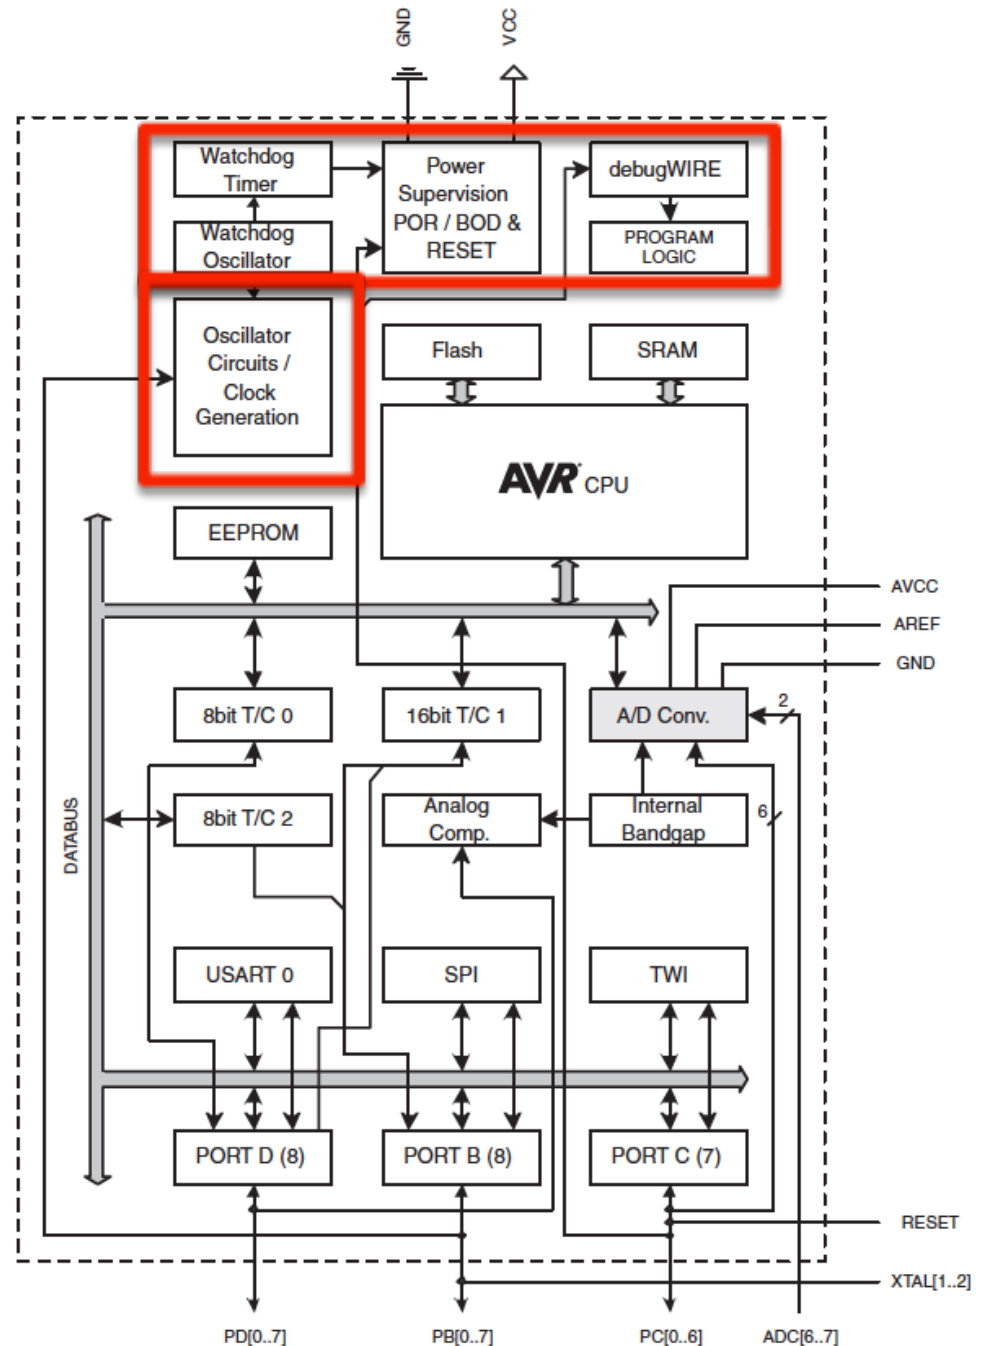 GND
VCC
Watchdog
Timer
Power
Supervision
POR / BOD &
RESET
debugWIRE
Watchdog
Oscillator
PROGRAM
LOGIC
Oscillator
Circuits /
Clock
Generation
Flash
SRAM
AVR CPU
EEPROM
AVCC
AREF
GND
8bit T/C 0
16bit T/C 1
A/D Conv.
2
DATABUS
8bit T/C 2
Analog
Comp.
Internal
Bandgap
6
USART 0
SPI
TWI
PORT D (8)
PORT B (8)
PORT C (7)
RESET
XTAL[1..2]
PD[0..7]
PB[0..7]
PC[0..6]
ADC[6..7]